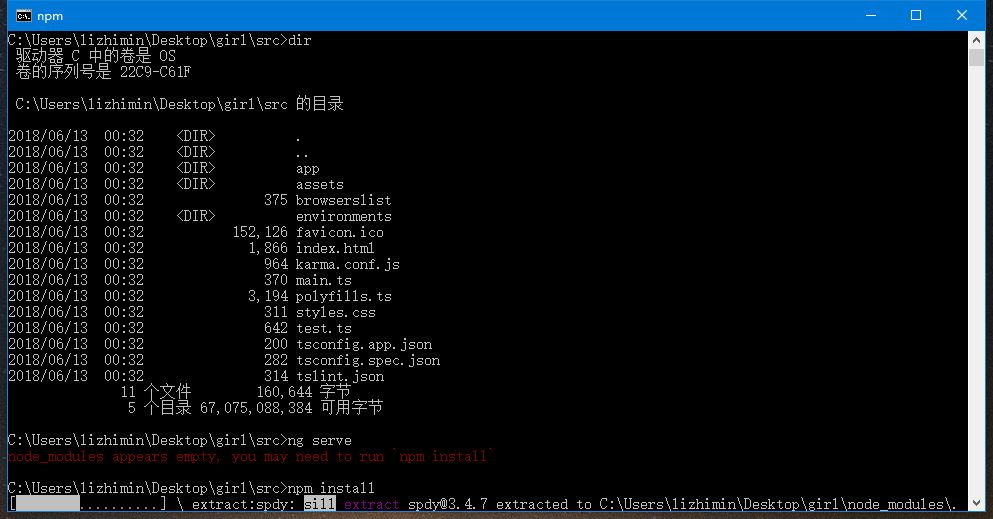 npm
C:\Users\lizhimin\Desktop\girl\src>dir
驱动器 C 中的卷是 OS
卷的序列号是 22C9-C61F
C:\Users\lizhimin\Desktop\girl\src 的目录
2018/06/13  00:32    <DIR>          .
2018/06/13  00:32    <DIR>          ..
2018/06/13  00:32    <DIR>          app
2018/06/13  00:32    <DIR>          assets
2018/06/13  00:32               375 browserslist
2018/06/13  00:32    <DIR>          environments
2018/06/13  00:32           152,126 favicon.ico
2018/06/13  00:32             1,866 index.html
2018/06/13  00:32               964 karma.conf.js
2018/06/13  00:32               370 main.ts
2018/06/13  00:32             3,194 polyfills.ts
2018/06/13  00:32               311 styles.css
2018/06/13  00:32               642 test.ts
2018/06/13  00:32               200 tsconfig.app.json
2018/06/13  00:32               282 tsconfig.spec.json
2018/06/13  00:32               314 tslint.json
11 个文件        160,644 字节
5 个目录 67,075,088,384 可用字节
C:\Users\lizhimin\Desktop\girl\src>ng serve
node_modules appears empty, you may need to run `npm install`
C:\Users\lizhimin\Desktop\girl\src>npm install
[        ..........] \ extract:spdy: sill extract spdy@3.4.7 extracted to C:\Users\lizhimin\Desktop\girl\node_modules\.